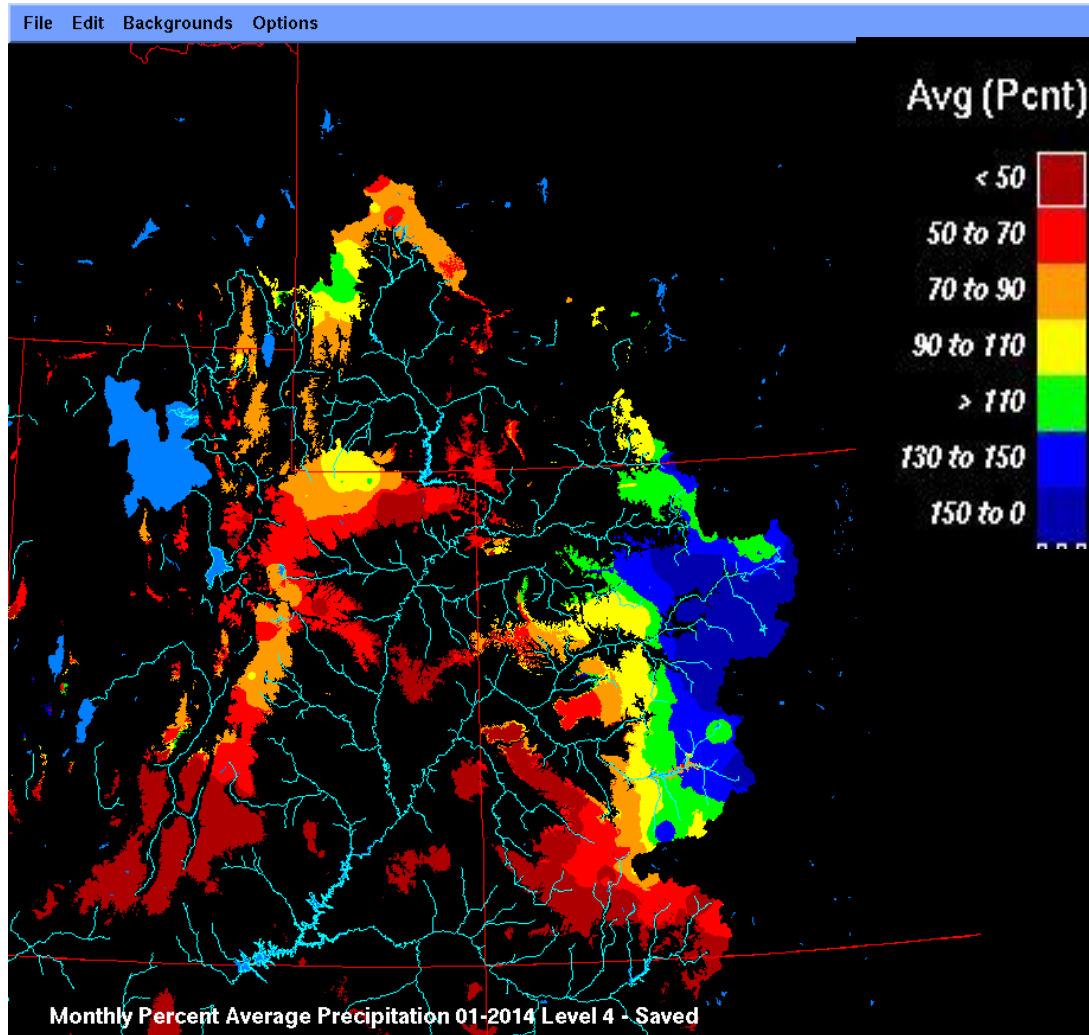 File Edit Backgrounds Options
Avg (Pcnt)
< 50
50 to 70
70 to 90
90 to 110
> 110
130 to 150
150 to 0
Monthly Percent Average Precipitation 01-2014 Level 4 - Saved